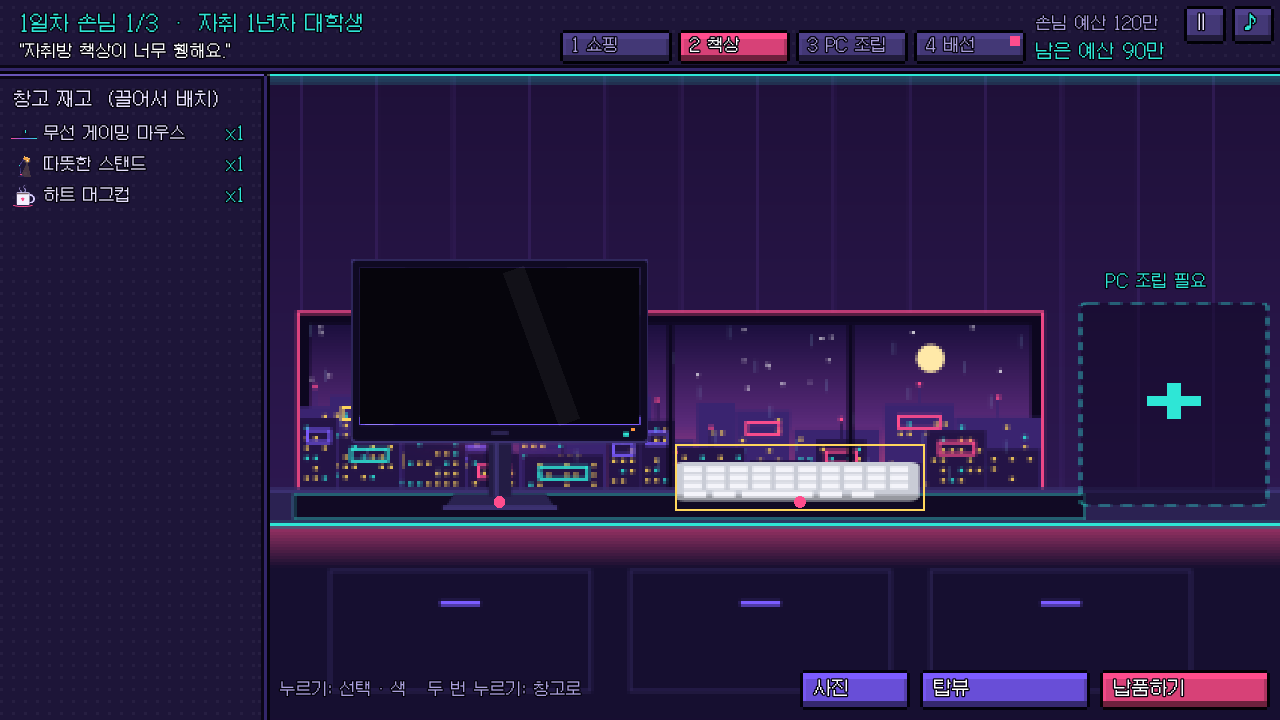 1일차 손님 1/3 · 자취 1년차 대학생
"자취방 책상이 너무 휑해요."
1 쇼핑
2 책상
3 PC 조립
4 배선
손님 예산 120만
남은 예산 90만
창고 재고 (끌어서 배치)
무선 게이밍 마우스 x1
따뜻한 스탠드 x1
하트 머그컵 x1
PC 조립 필요
누르기: 선택 · 색 두 번 누르기: 창고로
사진
탑뷰
납품하기